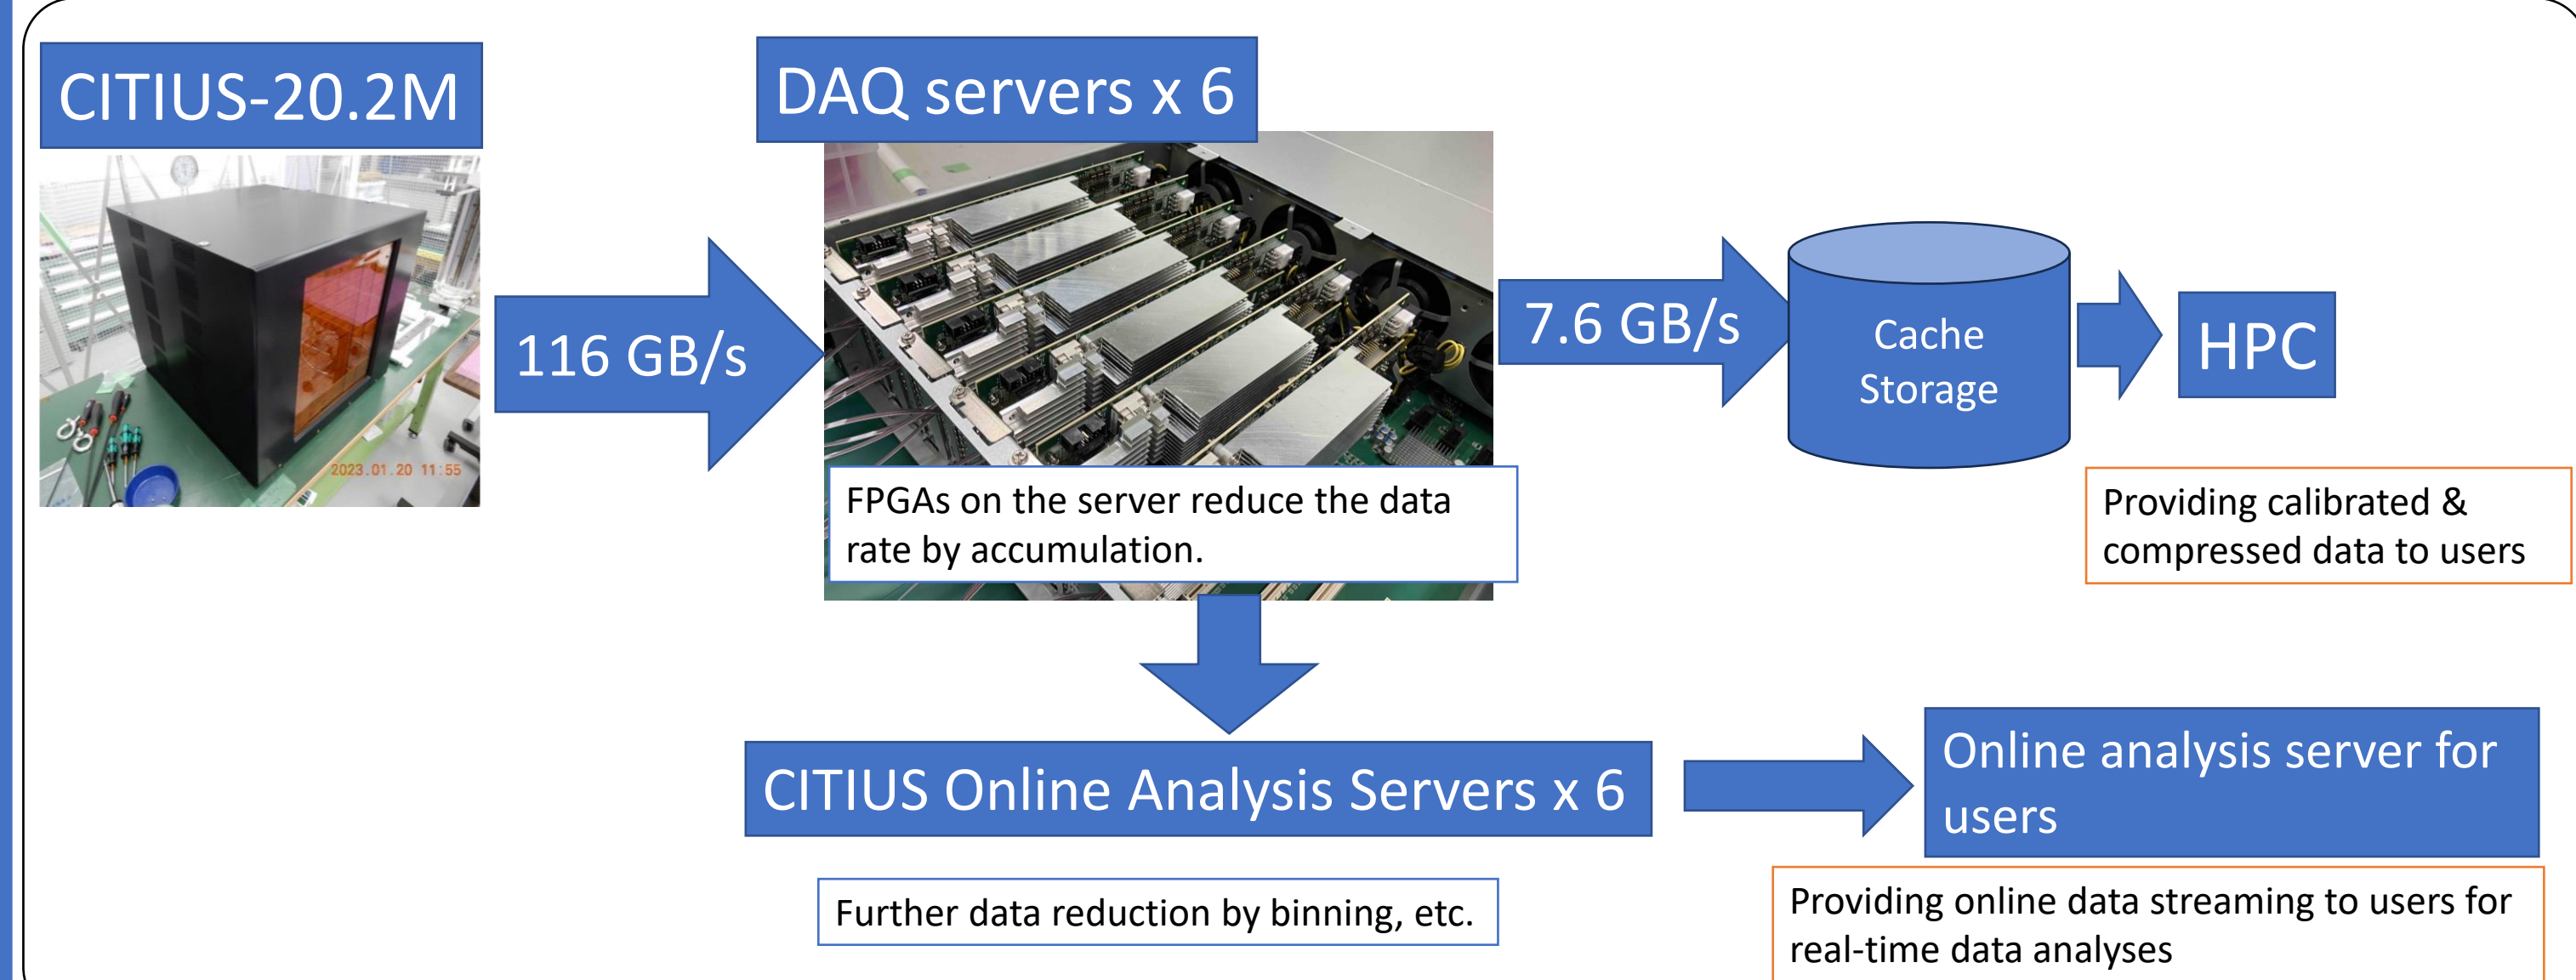 CITIUS-20.2M
DAQ servers x 6
116 GB/s
7.6 GB/s
Cache
Storage
HPC
2023.01.20 11:55
FPGAs on the server reduce the data
rate by accumulation.
Providing calibrated &
compressed data to users
CITIUS Online Analysis Servers x 6
Online analysis server for
users
Further data reduction by binning, etc.
Providing online data streaming to users for
real-time data analyses